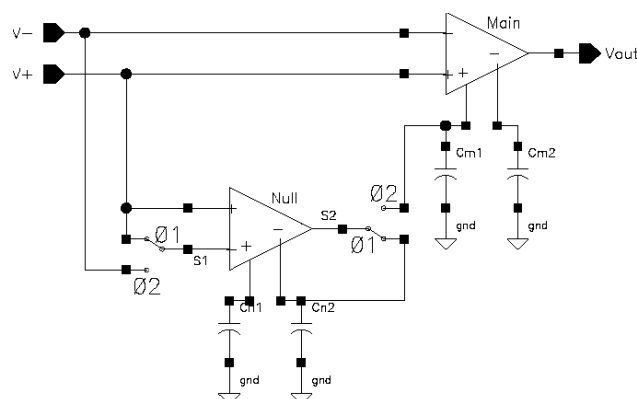 V-
V+
Main
-
+
+
-
Vout
Cm1
Cm2
gnd
gnd
Ø2
Ø1
Null
+
-
+
-
S2
Ø1
S1
Ø2
Cn1
Cn2
gnd
gnd